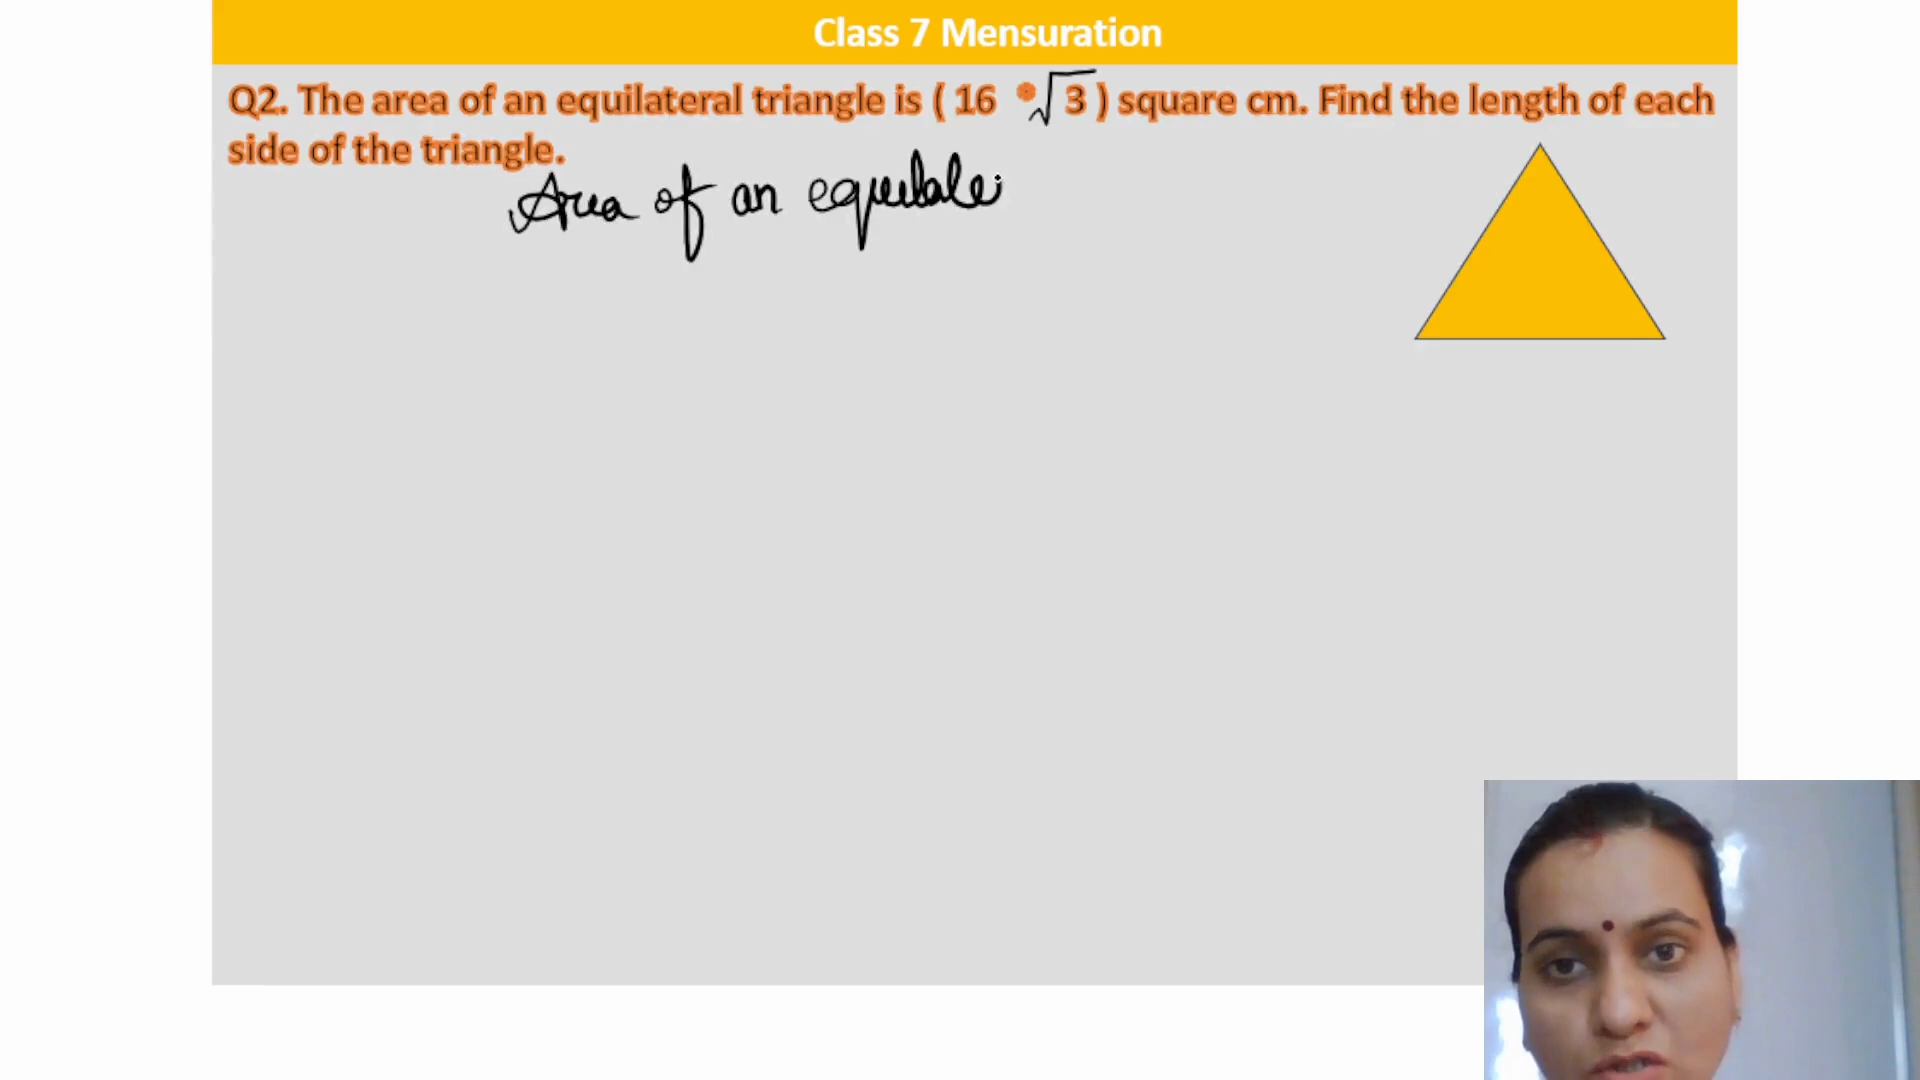 Class 7 Mensuration
Q2. The area of an equilateral triangle is ( 16 * √3 ) square cm. Find the length of each
side of the triangle.
Area of an equilate